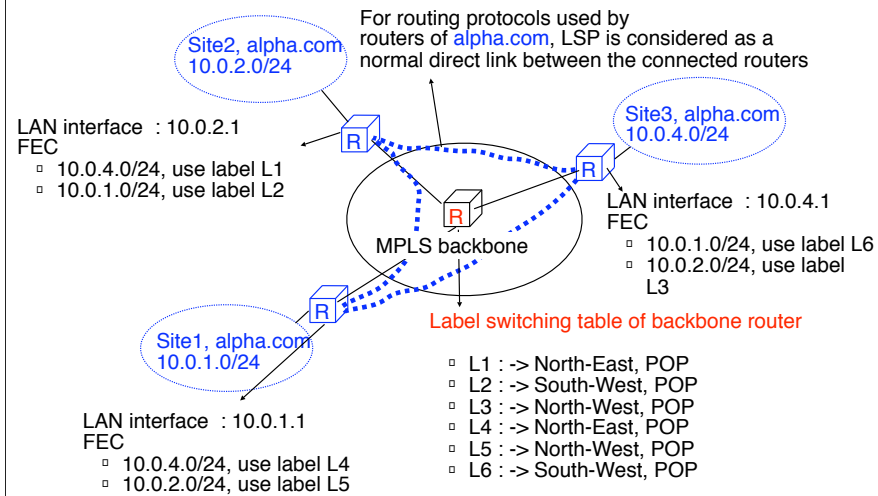 For routing protocols used by
routers of alpha.com, LSP is considered as a
normal direct link between the connected routers
Site2, alpha.com
10.0.2.0/24
Site3, alpha.com
10.0.4.0/24
LAN interface : 10.0.2.1
FEC
▫ 10.0.4.0/24, use label L1
▫ 10.0.1.0/24, use label L2
R
R
R
MPLS backbone
LAN interface : 10.0.4.1
FEC
▫ 10.0.1.0/24, use label L6
▫ 10.0.2.0/24, use label
L3
R
Site1, alpha.com
10.0.1.0/24
Label switching table of backbone router
▫ L1 : -> North-East, POP
▫ L2 : -> South-West, POP
▫ L3 : -> North-West, POP
▫ L4 : -> North-East, POP
▫ L5 : -> North-West, POP
▫ L6 : -> South-West, POP
LAN interface : 10.0.1.1
FEC
▫ 10.0.4.0/24, use label L4
▫ 10.0.2.0/24, use label L5